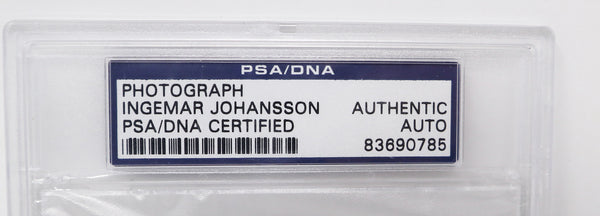 PSA/DNA
PHOTOGRAPH
INGEMAR JOHANSSON AUTHENTIC
PSA/DNA CERTIFIED AUTO
83690785